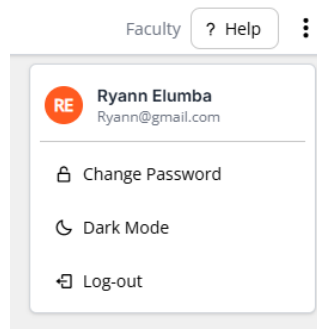 Faculty
? Help
RE
Ryann Elumba
Ryann@gmail.com
Change Password
Dark Mode
Log-out